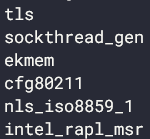 tls
sockthread_gen
ekmem
cfg80211
nls_iso8859_1
intel_rapl_msr